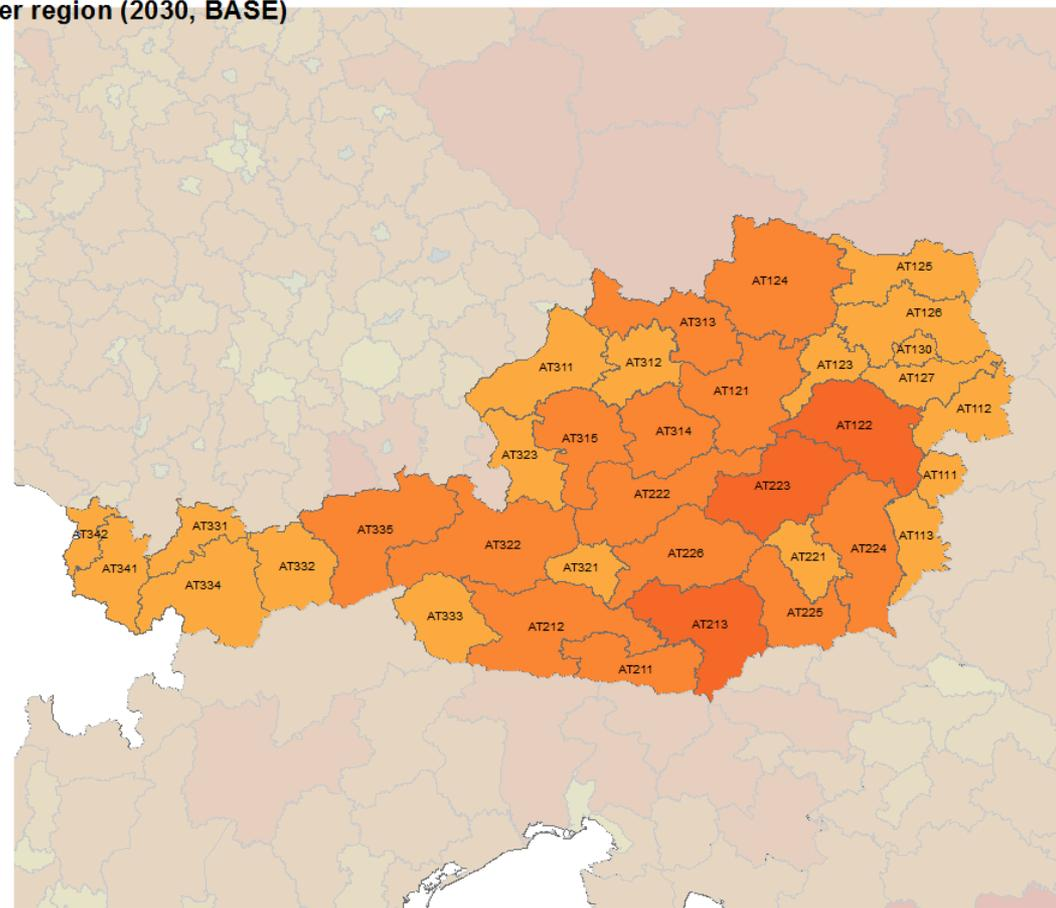 er region (2030, BASE)
AT124
AT125
AT126
AT313
AT130
AT312
AT123
AT311
AT127
AT121
AT112
AT122
AT314
AT315
AT323
AT111
AT223
AT222
AT331
AT335
AT342
AT113
AT322
AT224
AT226
AT221
AT332
AT321
AT341
AT334
AT225
AT333
AT213
AT212
AT211